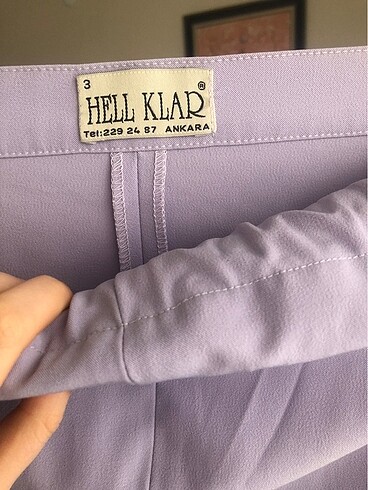 3
HELL KLAR ®
Tel:229 24 87 ANKARA